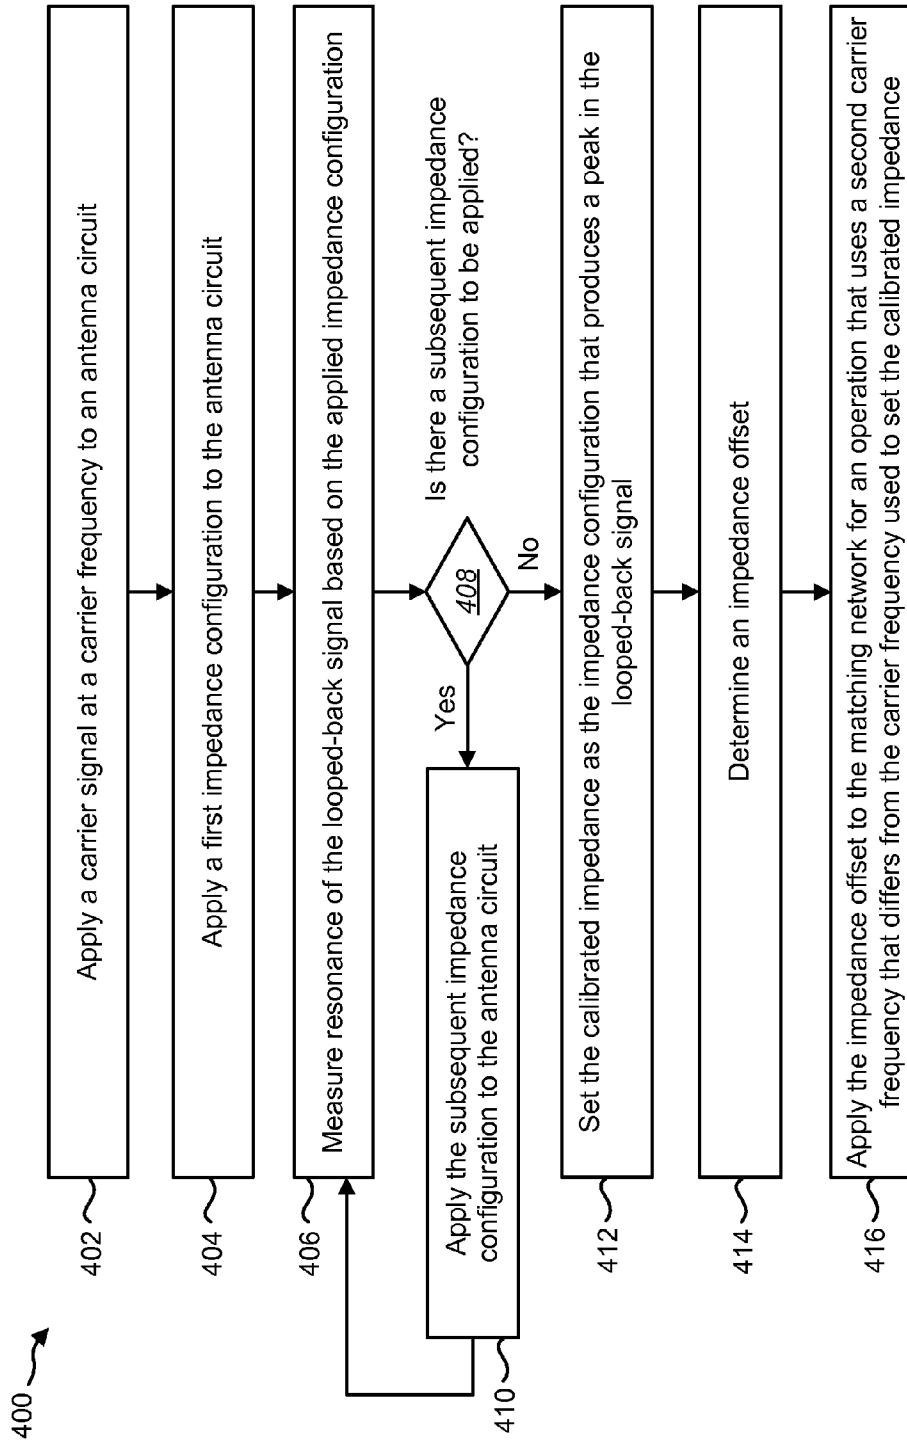 400
402
Apply a carrier signal at a carrier frequency to an antenna circuit
404
Apply a first impedance configuration to the antenna circuit
406
Measure resonance of the looped-back signal based on the applied impedance configuration
408
Is there a subsequent impedance
configuration to be applied?
Yes
No
410
Apply the subsequent impedance
configuration to the antenna circuit
412
Set the calibrated impedance as the impedance configuration that produces a peak in the
looped-back signal
414
Determine an impedance offset
416
Apply the impedance offset to the matching network for an operation that uses a second carrier
frequency that differs from the carrier frequency used to set the calibrated impedance